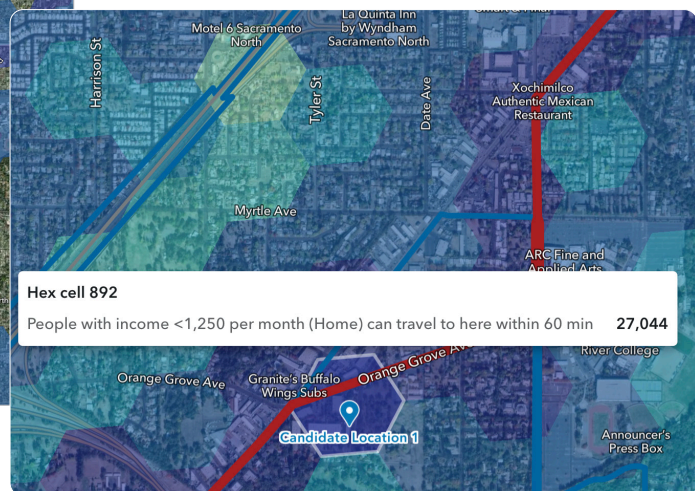 La Quinta Inn
by Wyndham
Sacramento North
Motel 6 Sacramento
North
Harrison St
Tyler St
Date Ave
Xochimilco
Authentic Mexican
Restaurant
Myrtle Ave
ARC Fine and
Applied Arts
Hex cell 892
People with income <1,250 per month (Home) can travel to here within 60 min 27,044
River College
Orange Grove Ave
Orange Grove Ave
Granite's Buffalo
Wings Subs
Candidate Location 1
Announcer's
Press Box